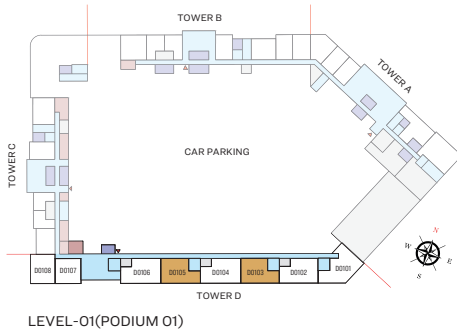 TOWER B
TOWER A
TOWER C
CAR PARKING
N
W
E
S
D0108
D0107
D0106
D0105
D0104
D0103
D0102
D0101
TOWER D
LEVEL-01(PODIUM 01)